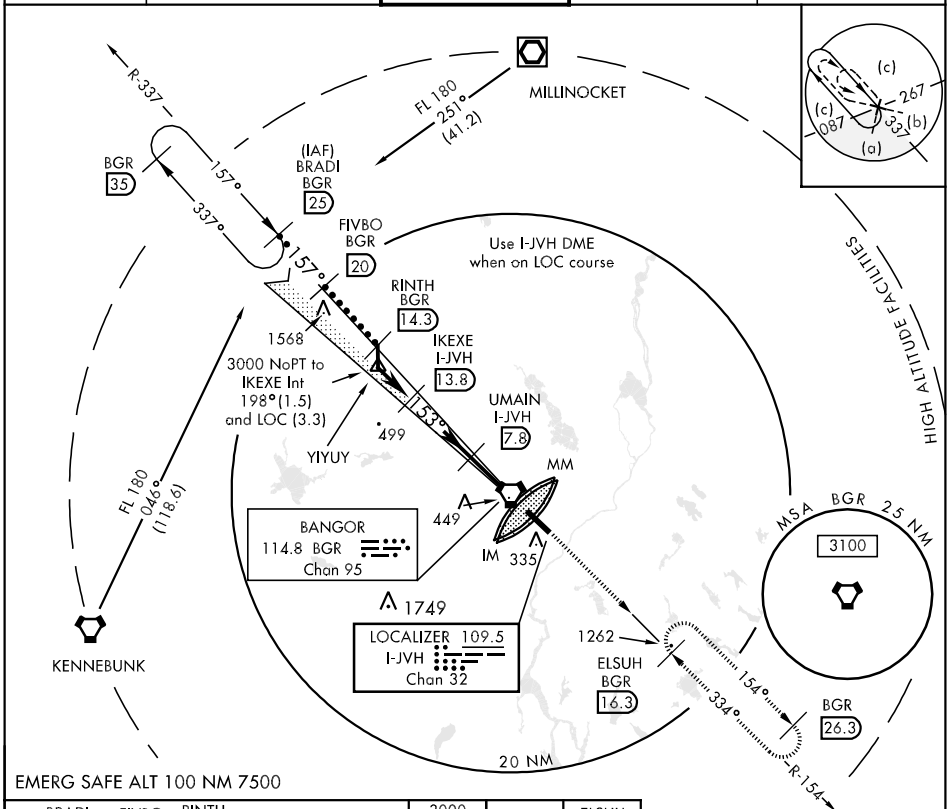 MILLINOCKET
FL 180
251°
(41.2)
R-337
BGR
35
157°
337°
(IAF)
BRADI
BGR
25
157°
FIVBO
BGR
20
RINTH
BGR
14.3
IKEXE
I-JVH
13.8
UMAIN
I-JVH
7.8
153°
Use I-JVH DME
when on LOC course
HIGH ALTITUDE FACILITIES
(c)
267
(c)
087
337
(b)
(a)
1568
3000 NoPT to
IKEXE Int
198° (1.5)
and LOC (3.3)
YIYUY
499
FL 180
046°
(118.6)
MM
IM
449
335
BANGOR
114.8 BGR
Chan 95
1749
LOCALIZER 109.5
I-JVH
Chan 32
KENNEBUNK
MSA BGR 25 NM
3100
1262
ELSUH
BGR
16.3
154°
334°
BGR
26.3
R-154
20 NM
EMERG SAFE ALT 100 NM 7500
BRADI FIVBO RINTH 3000 ELSUH